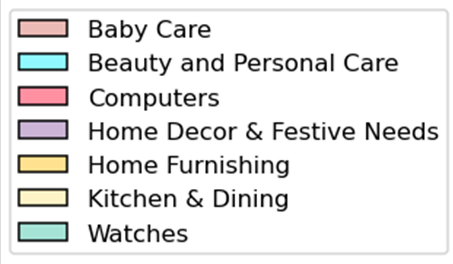 Baby Care
Beauty and Personal Care
Computers
Home Decor & Festive Needs
Home Furnishing
Kitchen & Dining
Watches